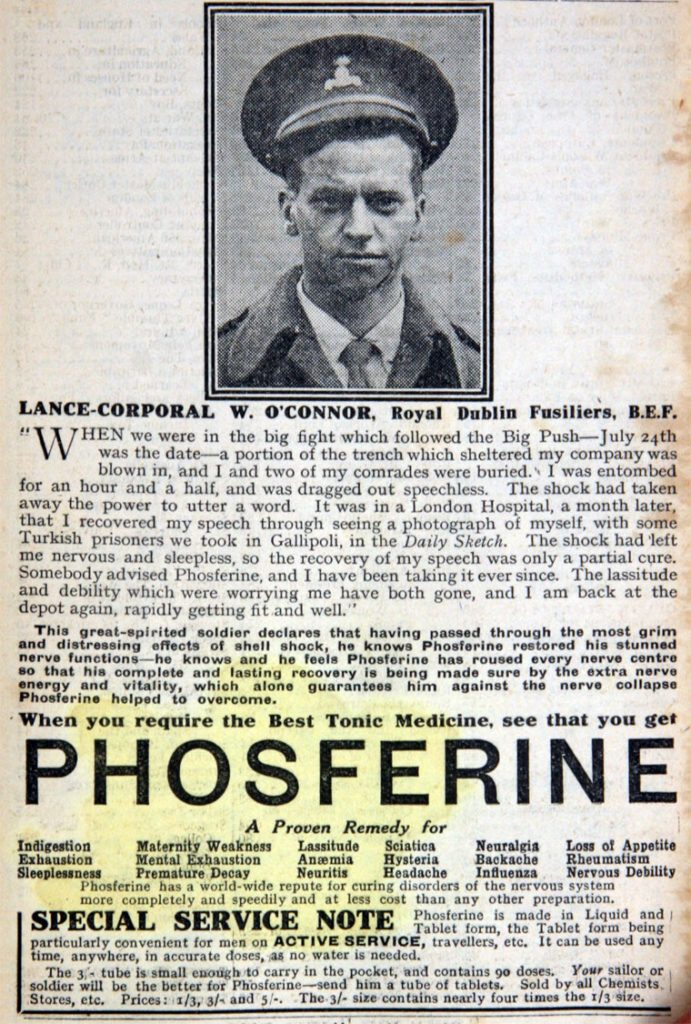 LANCE-CORPORAL W. O'CONNOR, Royal Dublin Fusiliers, B.E.F.
"WHEN we were in the big fight which followed the Big Push—July 24th
was the date—a portion of the trench which sheltered my company was
blown in, and I and two of my comrades were buried. I was entombed
for an hour and a half, and was dragged out speechless. The shock had taken
away the power to utter a word. It was in a London Hospital, a month later,
that I recovered my speech through seeing a photograph of myself, with some
Turkish prisoners we took in Gallipoli, in the Daily Sketch. The shock had left
me nervous and sleepless, so the recovery of my speech was only a partial cure.
Somebody advised Phosferine, and I have been taking it ever since. The lassitude
and debility which were worrying me have both gone, and I am back at the
depot again, rapidly getting fit and well."
This great-spirited soldier declares that having passed through the most grim
and distressing effects of shell shock, he knows Phosferine restored his stunned
nerve functions—he knows and he feels Phosferine has roused every nerve centre
so that his complete and lasting recovery is being made sure by the extra nerve
energy and vitality, which alone guarantees him against the nerve collapse
Phosferine helped to overcome.
When you require the Best Tonic Medicine, see that you get
PHOSFERINE
A Proven Remedy for
Indigestion Maternity Weakness Lassitude Sciatica Neuralgia Loss of Appetite
Exhaustion Mental Exhaustion Anæmia Hysteria Backache Rheumatism
Sleeplessness Premature Decay Neuritis Headache Influenza Nervous Debility
Phosferine has a world-wide repute for curing disorders of the nervous system
more completely and speedily and at less cost than any other preparation.
SPECIAL SERVICE NOTE Phosferine is made in Liquid and
Tablet form, the Tablet form being
particularly convenient for men on ACTIVE SERVICE, travellers, etc. It can be used any
time, anywhere, in accurate doses, as no water is needed.
The 3/- tube is small enough to carry in the pocket, and contains 90 doses. Your sailor or
soldier will be the better for Phosferine—send him a tube of tablets. Sold by all Chemists,
Stores, etc. Prices: 1/3, 3/- and 5/-. The 3/- size contains nearly four times the 1/3 size.